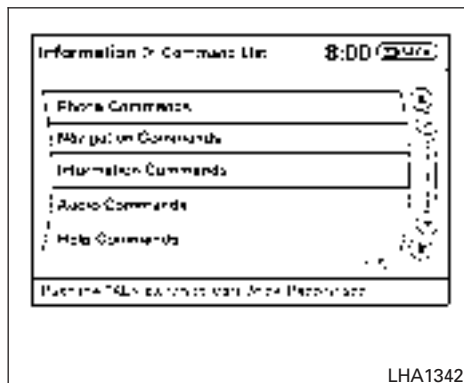 Information > Command List 8:00
Phone Commands
Navigation Commands
Information Commands
Audio Commands
Help Commands
LHA1342